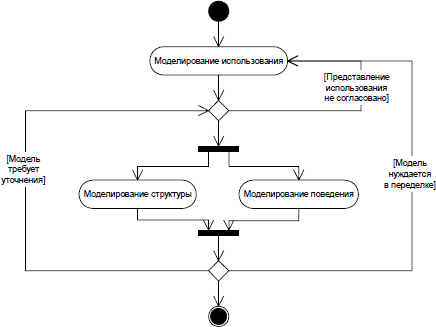 Моделирование использования
[Представление
использования
не согласовано]
[Модель
требует
уточнения]
[Модель
нуждается
в переделке]
Моделирование структуры
Моделирование поведения